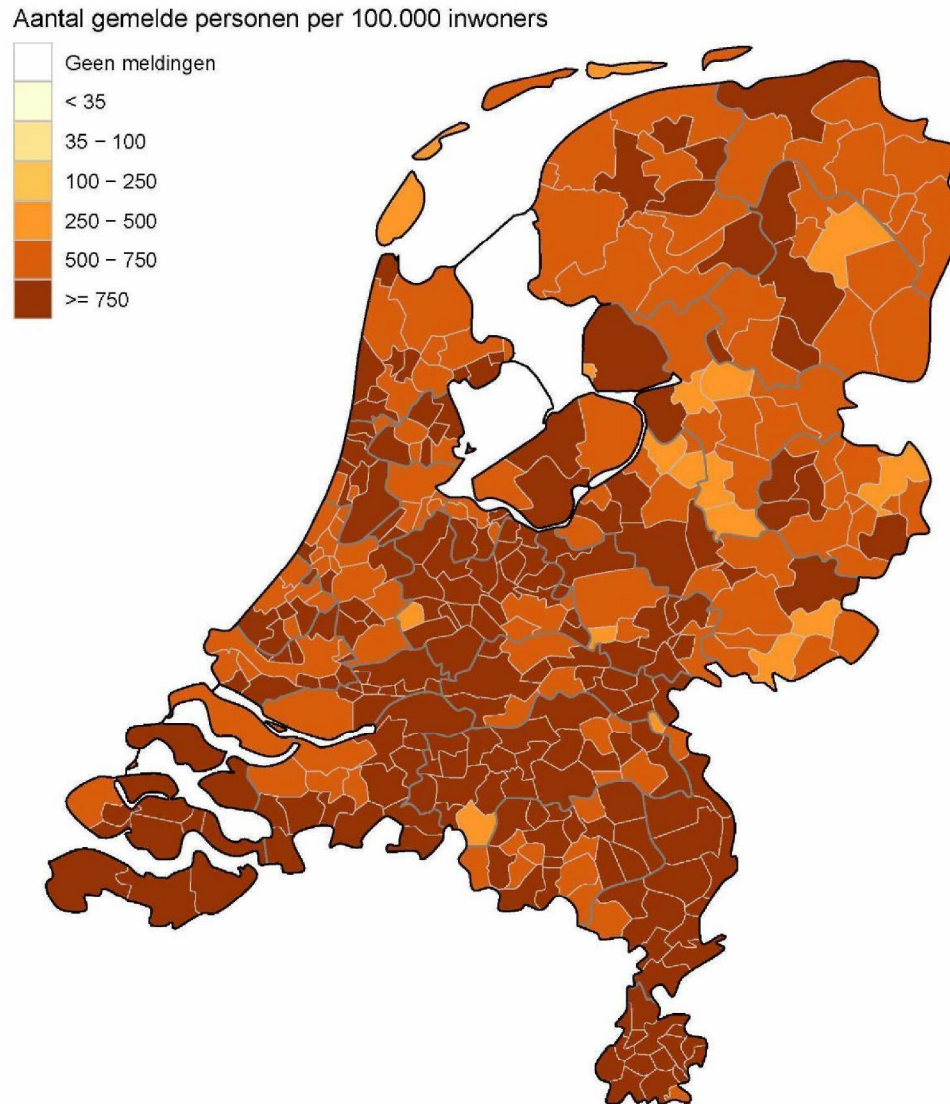 Aantal gemelde personen per 100.000 inwoners
Geen meldingen
< 35
35 − 100
100 − 250
250 − 500
500 − 750
>= 750